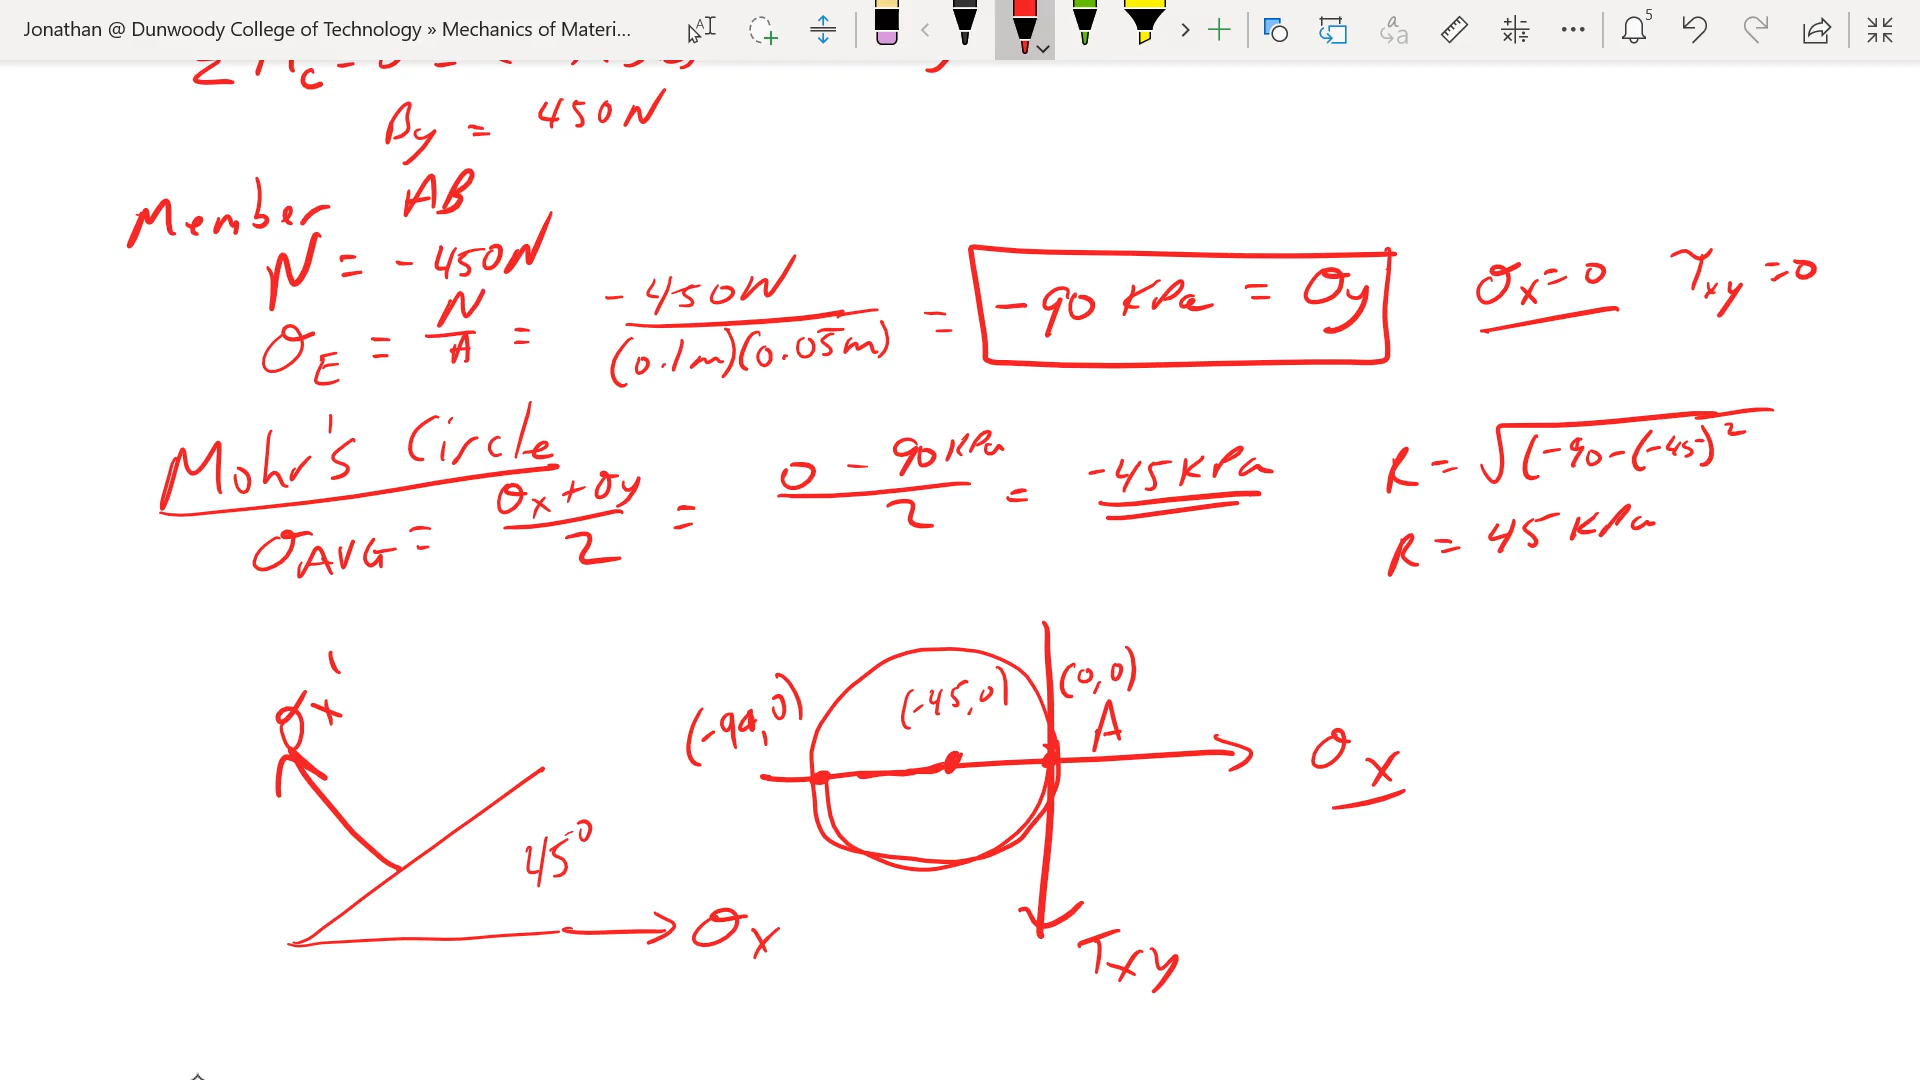 Jonathan @ Dunwoody College of Technology » Mechanics of Materi...
5
By = 450N
Member AB
N = -450N
σE = N/A = -450N/(0.1m)(0.05m) = -90 KPa = σy
σx = 0 τxy = 0
Mohr's Circle
σAVG = σx + σy/2 = 0 - 90KPa/2 = -45KPa
R = √(-90-(-45)²
R = 45 KPa
σx'
45°
σx
(-90,0)
(-45,0)
(0,0)
A
σx
τxy